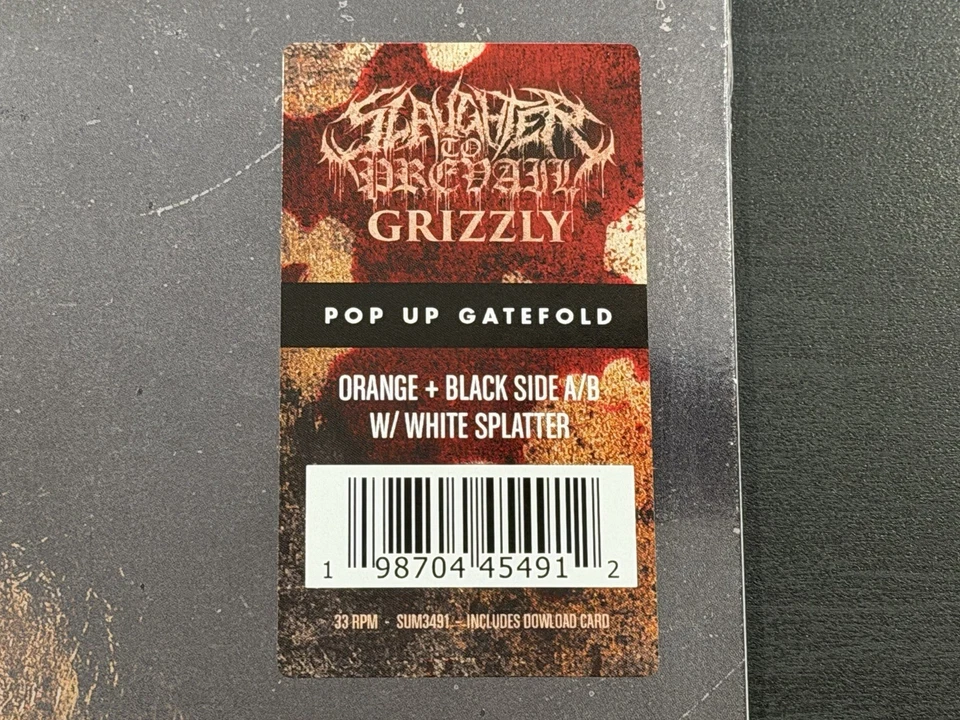 SLAUGHTER
TO
PREVAIL
GRIZZLY
POP UP GATEFOLD
ORANGE + BLACK SIDE A/B
W/ WHITE SPLATTER
1 98704 45491 2
33 RPM - SUM3491 - INCLUDES DOWLOAD CARD